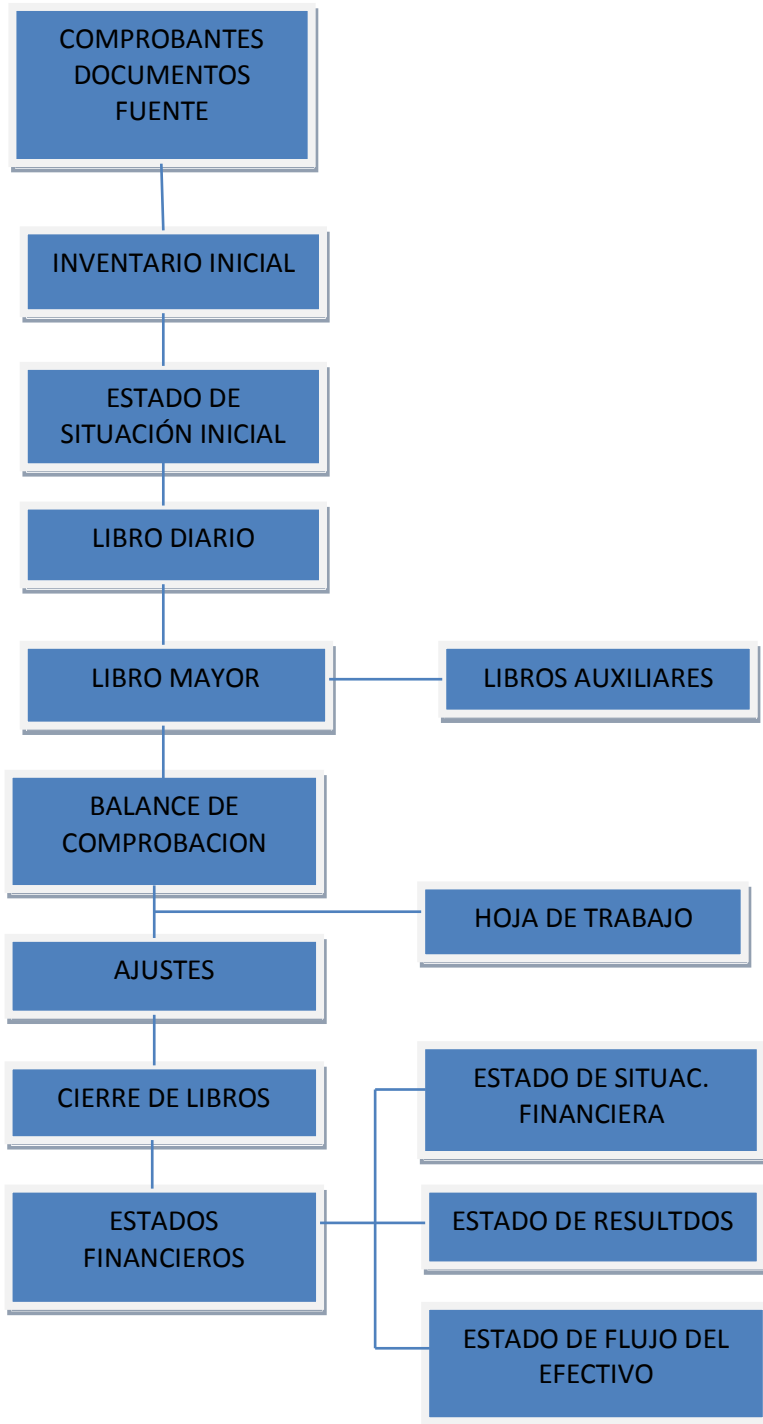 COMPROBANTES
DOCUMENTOS
FUENTE
INVENTARIO INICIAL
ESTADO DE
SITUACIÓN INICIAL
LIBRO DIARIO
LIBRO MAYOR
LIBROS AUXILIARES
BALANCE DE
COMPROBACION
HOJA DE TRABAJO
AJUSTES
CIERRE DE LIBROS
ESTADO DE SITUAC.
FINANCIERA
ESTADOS
FINANCIEROS
ESTADO DE RESULTDOS
ESTADO DE FLUJO DEL
EFECTIVO